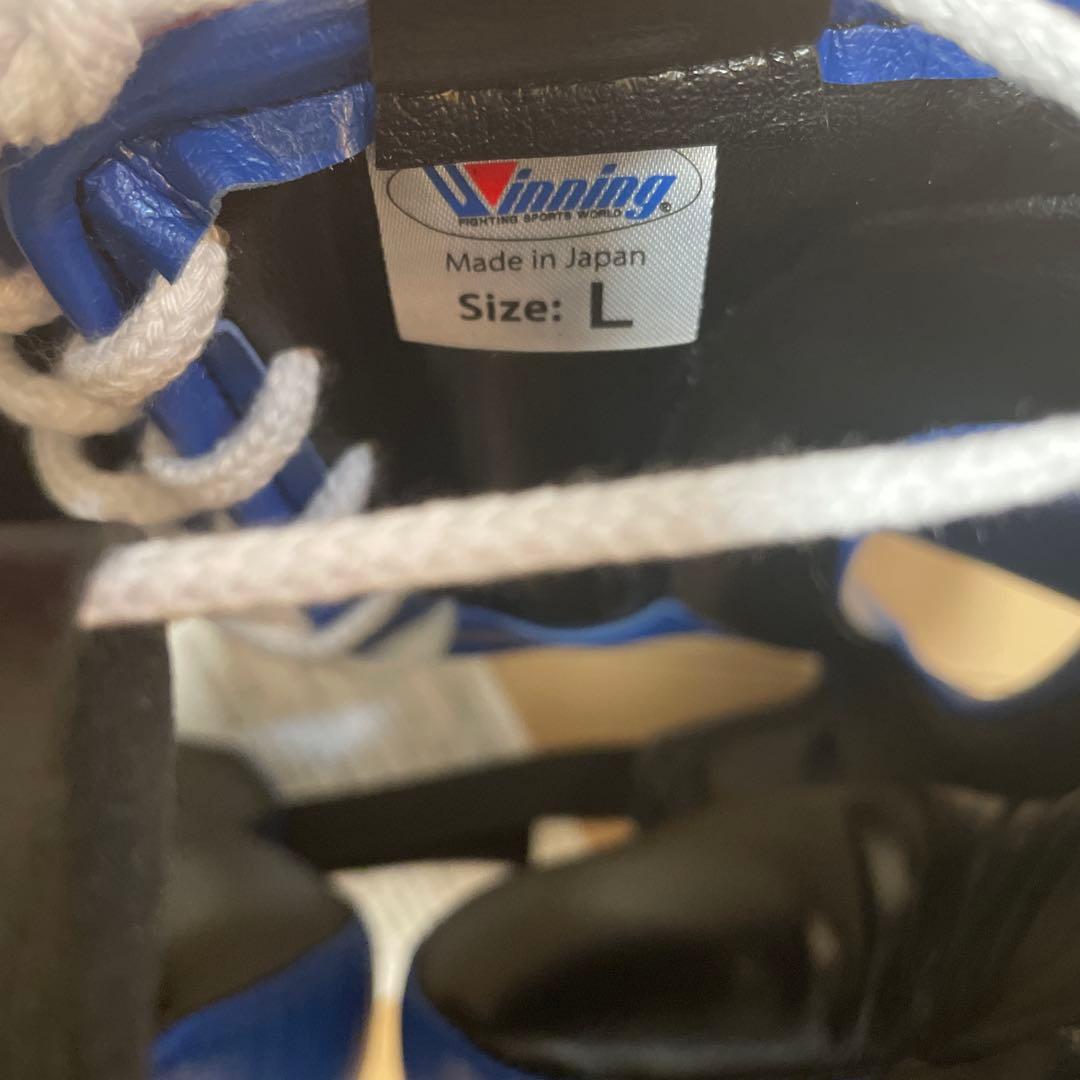 Winning®
FIGHTING SPORTS WORLD
Made in Japan
Size: L